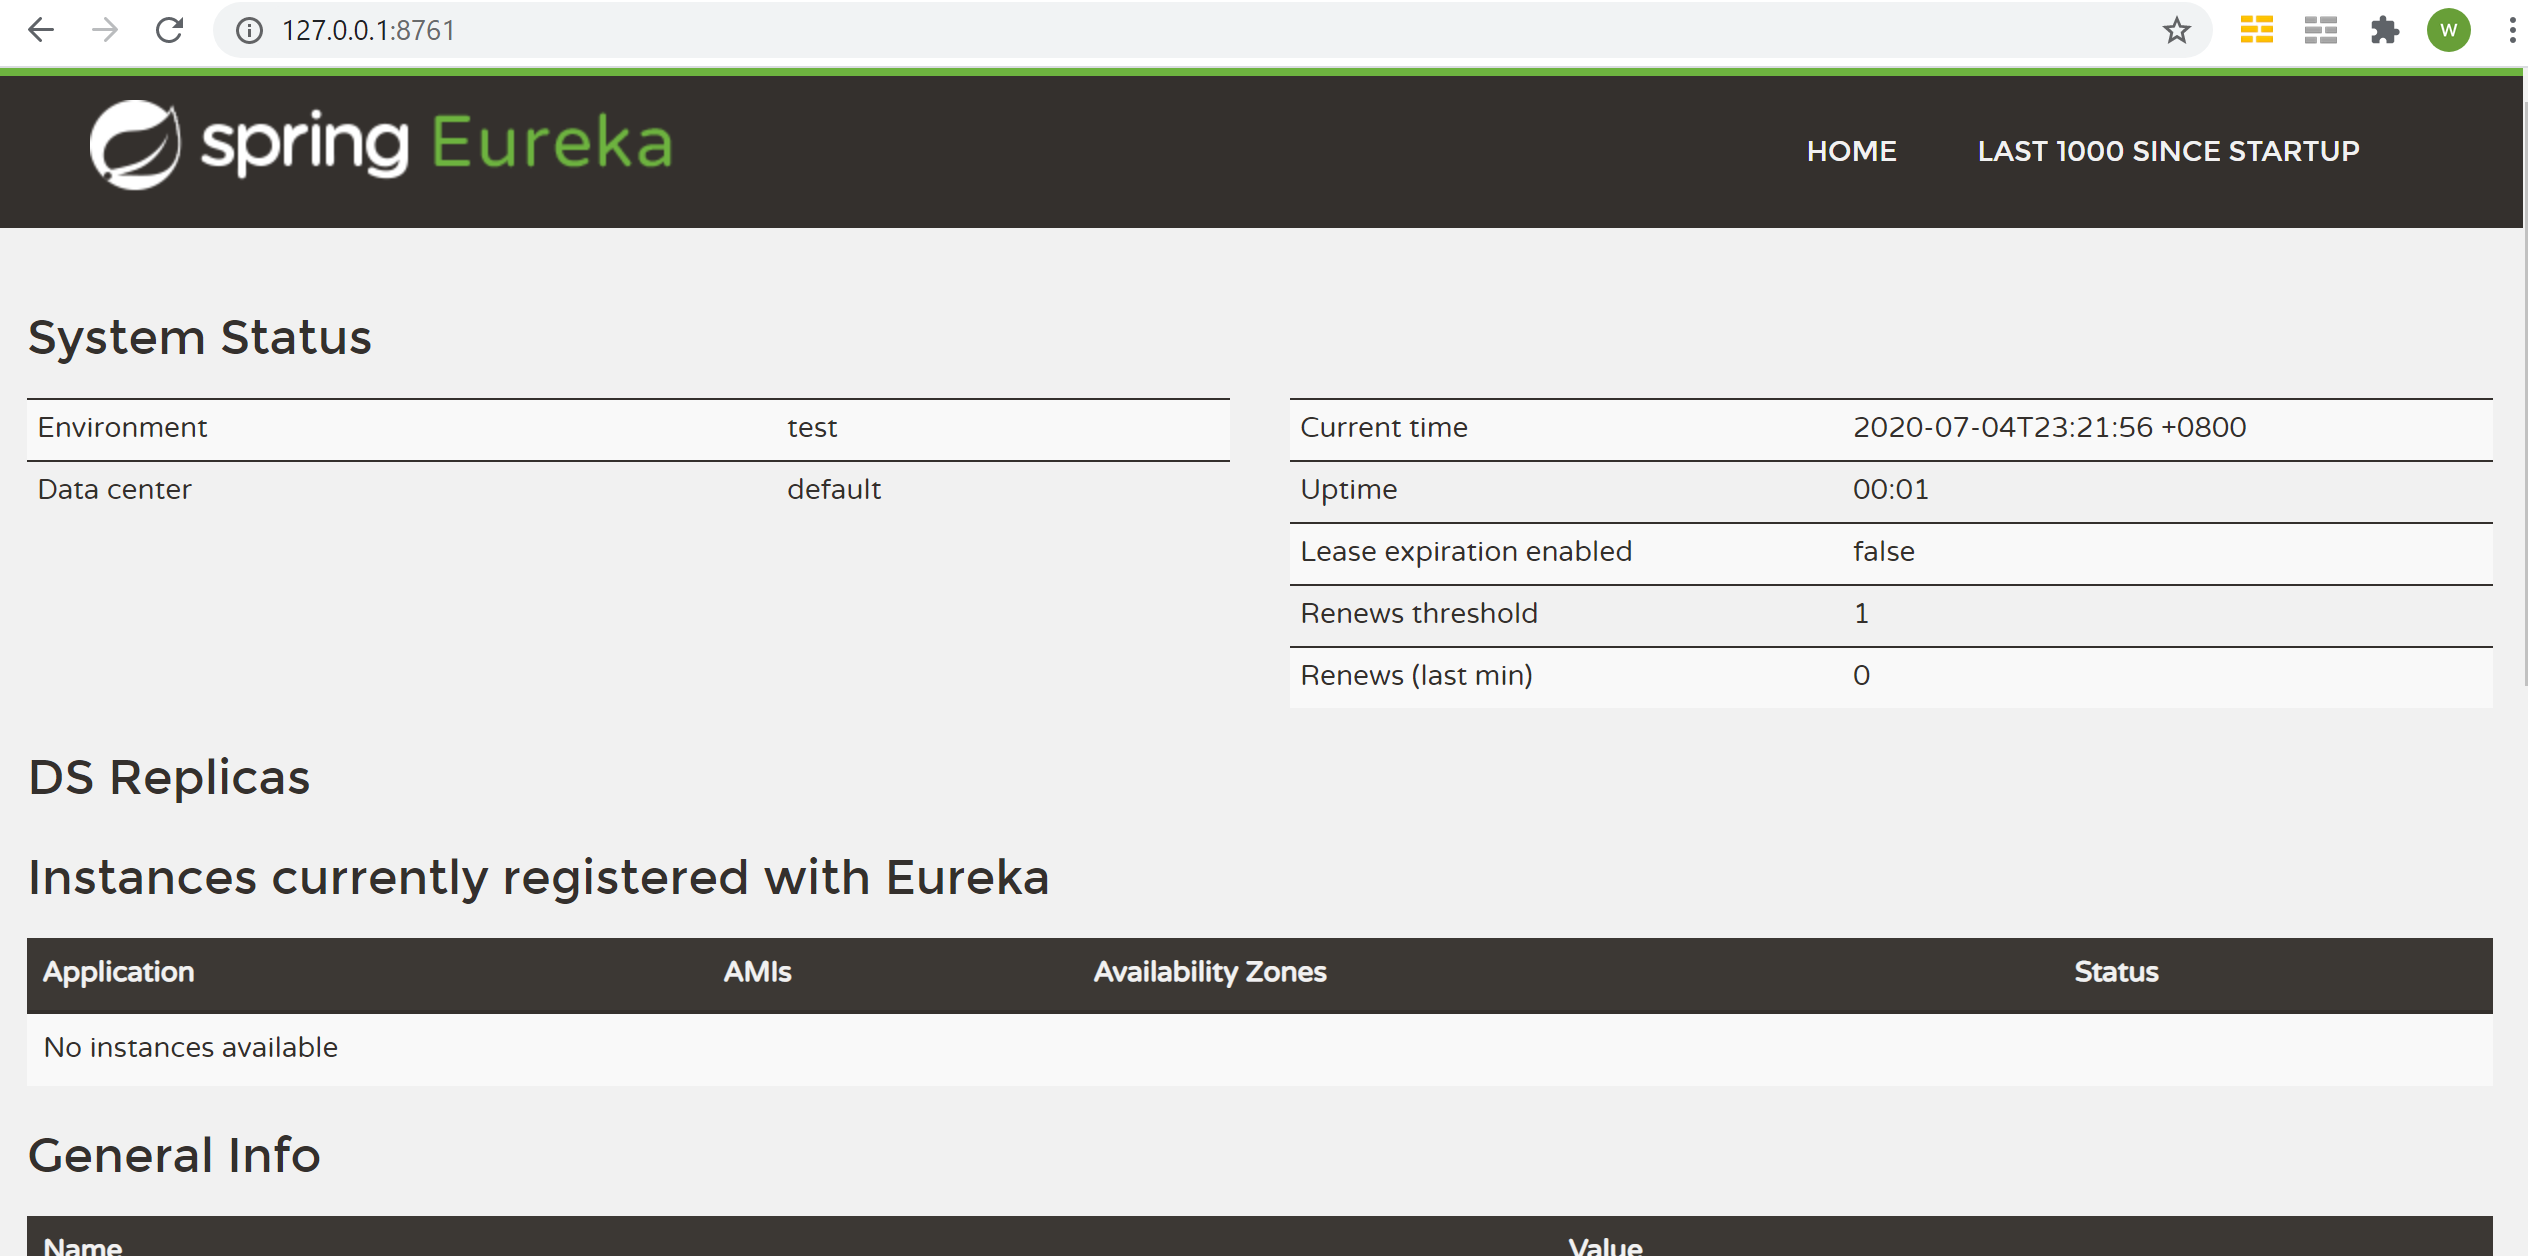 127.0.0.1:8761
W
spring Eureka
HOME LAST 1000 SINCE STARTUP
System Status
Environment test
Data center default
Current time 2020-07-04T23:21:56 +0800
Uptime 00:01
Lease expiration enabled false
Renews threshold 1
Renews (last min) 0
DS Replicas
Instances currently registered with Eureka
Application AMIs Availability Zones Status
No instances available
General Info
Name Value